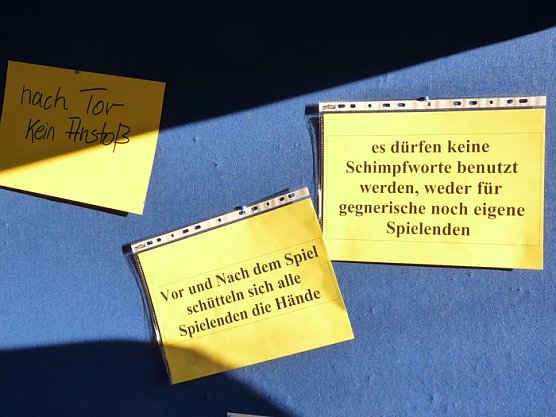 nach Tor
Kein Anstoß
es dürfen keine
Schimpfworte benutzt
werden, weder für
gegnerische noch eigene
Spielenden
Vor und Nach dem Spiel
schütteln sich alle
Spielenden die Hände